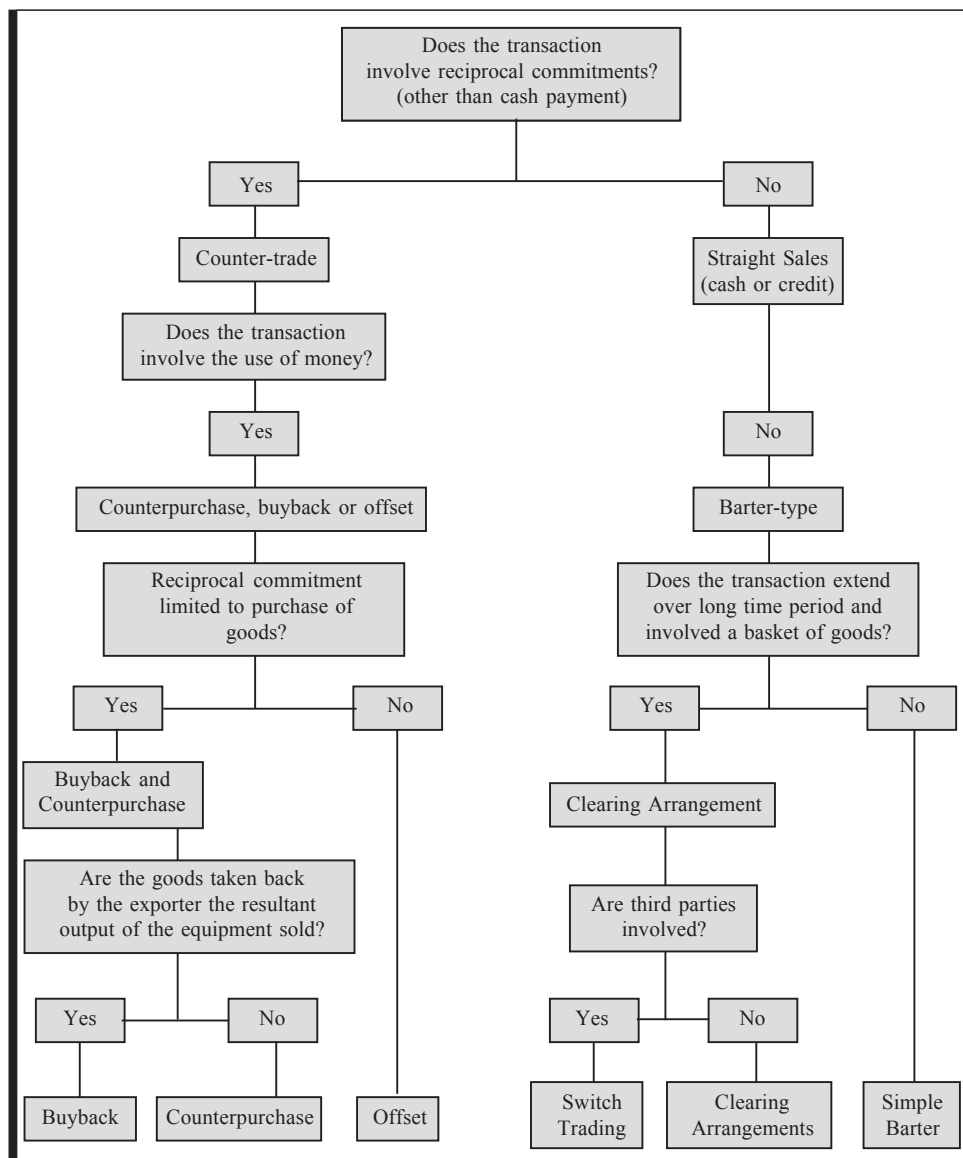 Does the transaction
involve reciprocal commitments?
(other than cash payment)
Yes
No
Counter-trade
Straight Sales
(cash or credit)
Does the transaction
involve the use of money?
Yes
No
Counterpurchase, buyback or offset
Barter-type
Reciprocal commitment
limited to purchase of
goods?
Does the transaction extend
over long time period and
involved a basket of goods?
Yes
No
Yes
No
Buyback and
Counterpurchase
Clearing Arrangement
Are the goods taken back
by the exporter the resultant
output of the equipment sold?
Are third parties
involved?
Yes
No
Yes
No
Buyback
Counterpurchase
Offset
Switch
Trading
Clearing
Arrangements
Simple
Barter